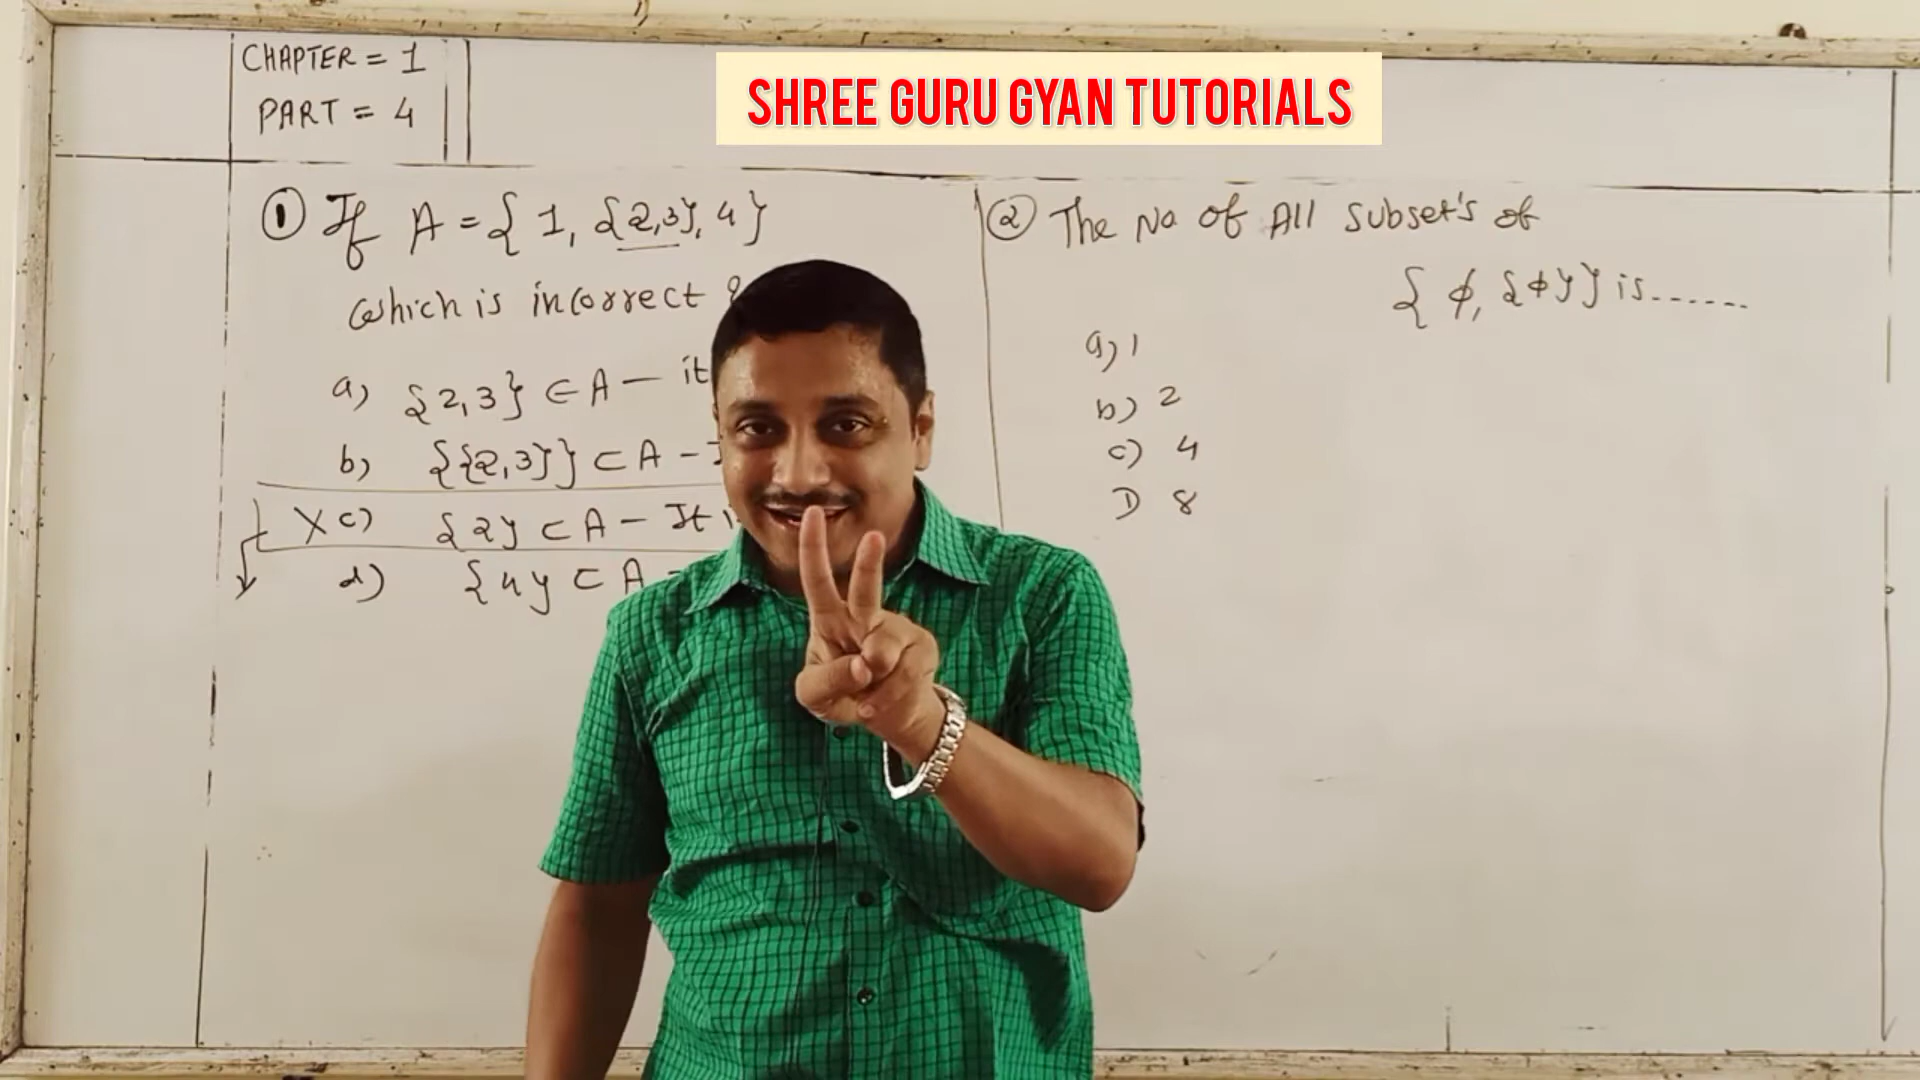 CHAPTER = 1
PART = 4
SHREE GURU GYAN TUTORIALS
① If A = { 1, {2,3}, 4 }
which is incorrect ?
a) {2,3} ∈ A — it
b) {{2,3}} ⊂ A –
X c) {2} ⊂ A – It
d) {4} ⊂ A –
② The No of All subset's of
{ ϕ, {ϕ} } is......
a) 1
b) 2
c) 4
D 8